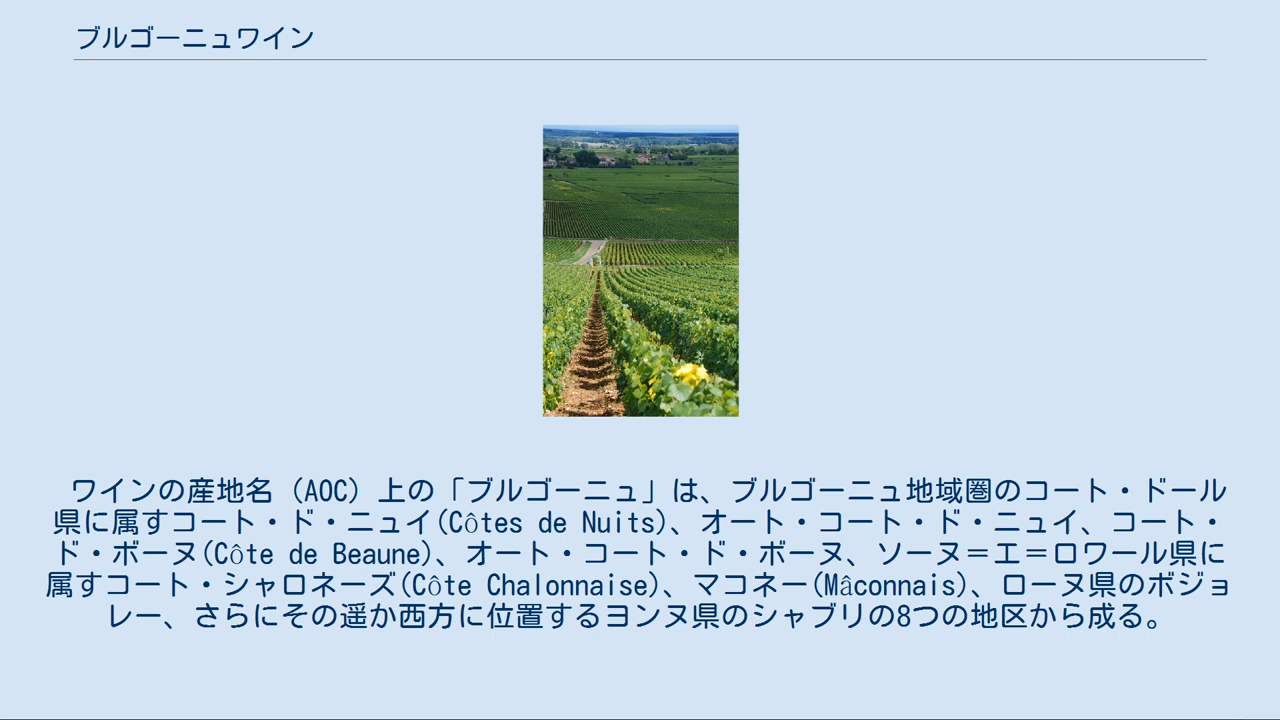 ブルゴーニュワイン
ワインの産地名（AOC）上の「ブルゴーニュ」は、ブルゴーニュ地域圏のコート・ドール
県に属すコート・ド・ニュイ(Côtes de Nuits)、オート・コート・ド・ニュイ、コート・
ド・ボーヌ(Côte de Beaune)、オート・コート・ド・ボーヌ、ソーヌ＝エ＝ロワール県に
属すコート・シャロネーズ(Côte Chalonnaise)、マコネー(Mâconnais)、ローヌ県のボジョ
レー、さらにその遥か西方に位置するヨンヌ県のシャブリの8つの地区から成る。